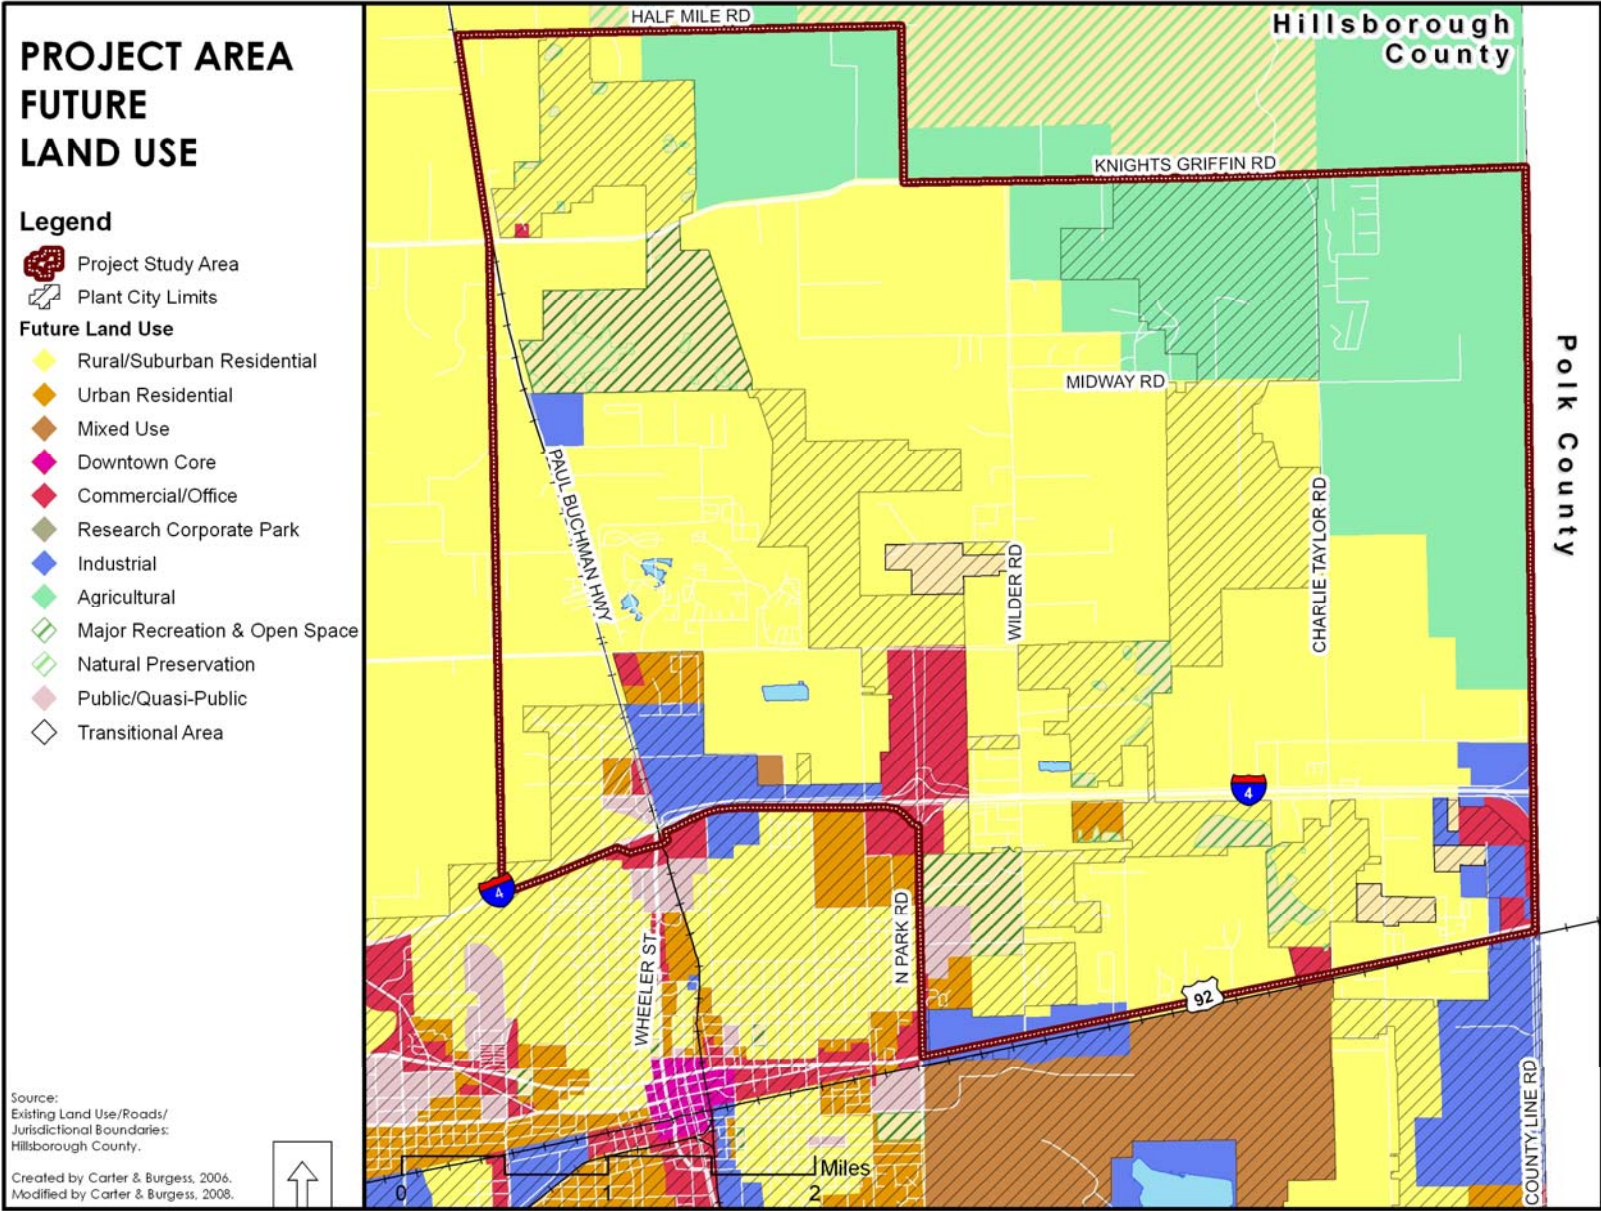 PROJECT AREA
FUTURE
LAND USE
Legend
Project Study Area
Plant City Limits
Future Land Use
Rural/Suburban Residential
Urban Residential
Mixed Use
Downtown Core
Commercial/Office
Research Corporate Park
Industrial
Agricultural
Major Recreation & Open Space
Natural Preservation
Public/Quasi-Public
Transitional Area
Source:
Existing Land Use/Roads/
Jurisdictional Boundaries:
Hillsborough County.
Created by Carter & Burgess, 2006.
Modified by Carter & Burgess, 2008.
HALF MILE RD
Hillsborough
County
KNIGHTS GRIFFIN RD
Polk County
MIDWAY RD
PAUL BUCHMAN HWY
WILDER RD
CHARLIE TAYLOR RD
4
4
N PARK RD
WHEELER ST
92
COUNTY LINE RD
Miles
0
1
2